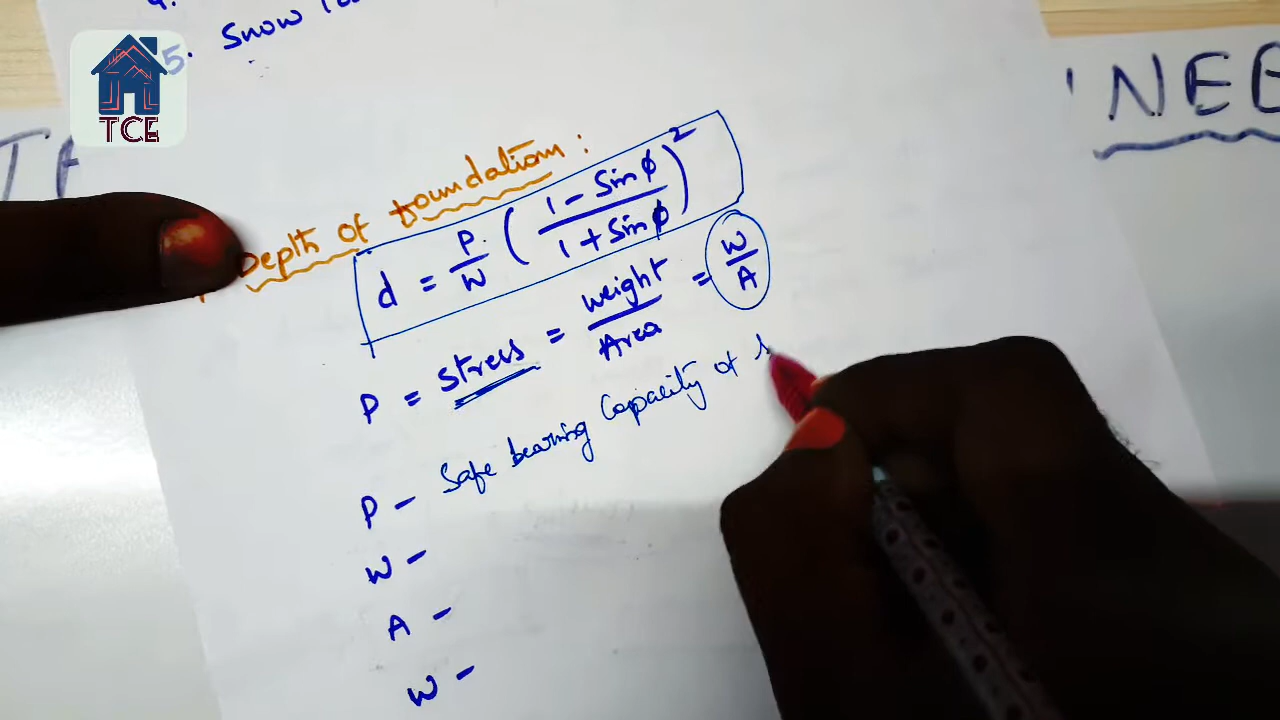 5. Snow
TCE
NEE
Depth of foundation:
d = P/W ( 1 - Sin φ / 1 + Sin φ )²
P = Stress = Weight / Area = W/A
P - Safe bearing Capacity of s
W -
A -
W -